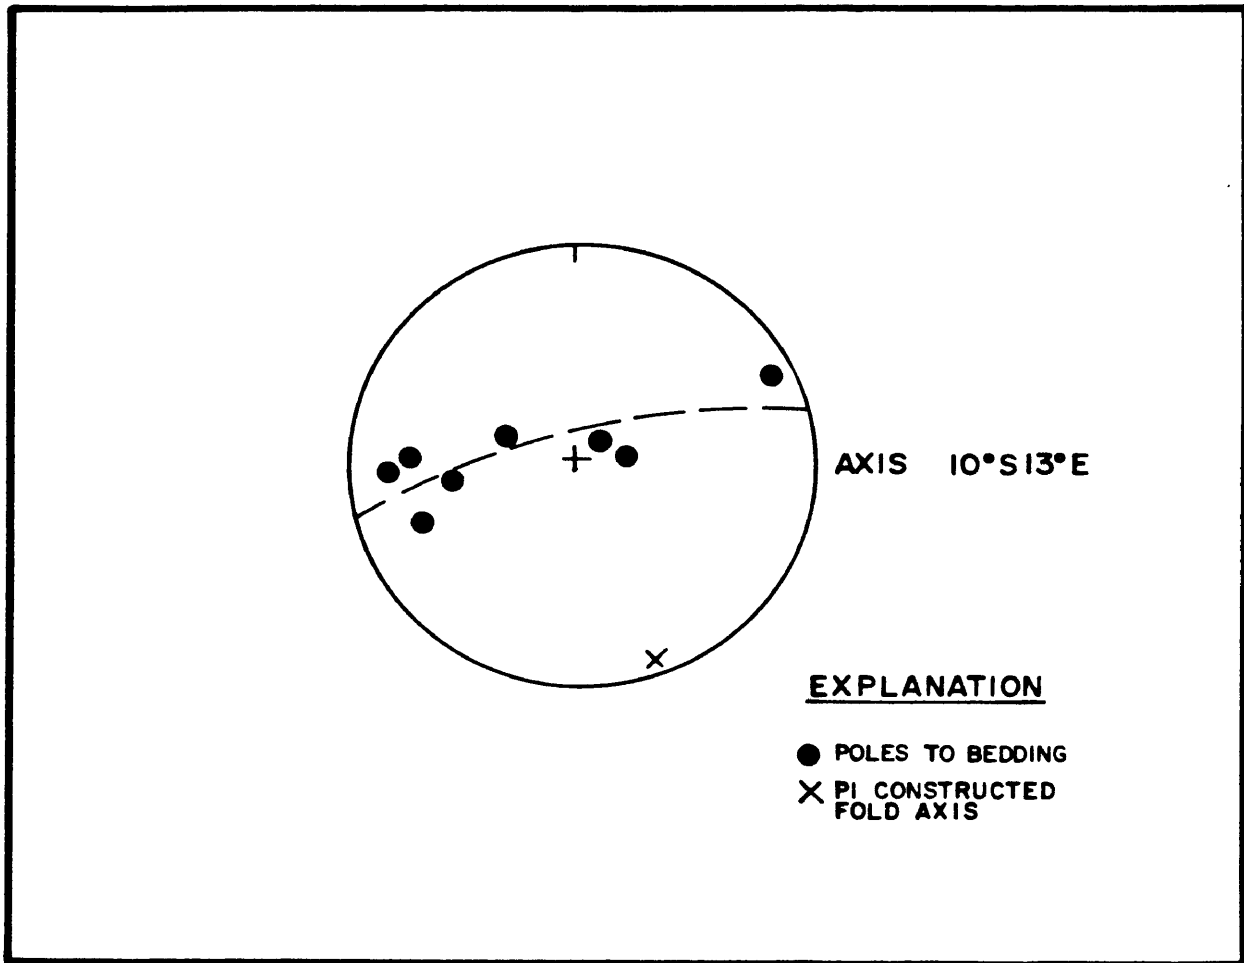 AXIS 10°S13°E
EXPLANATION
POLES TO BEDDING
PI CONSTRUCTED
FOLD AXIS